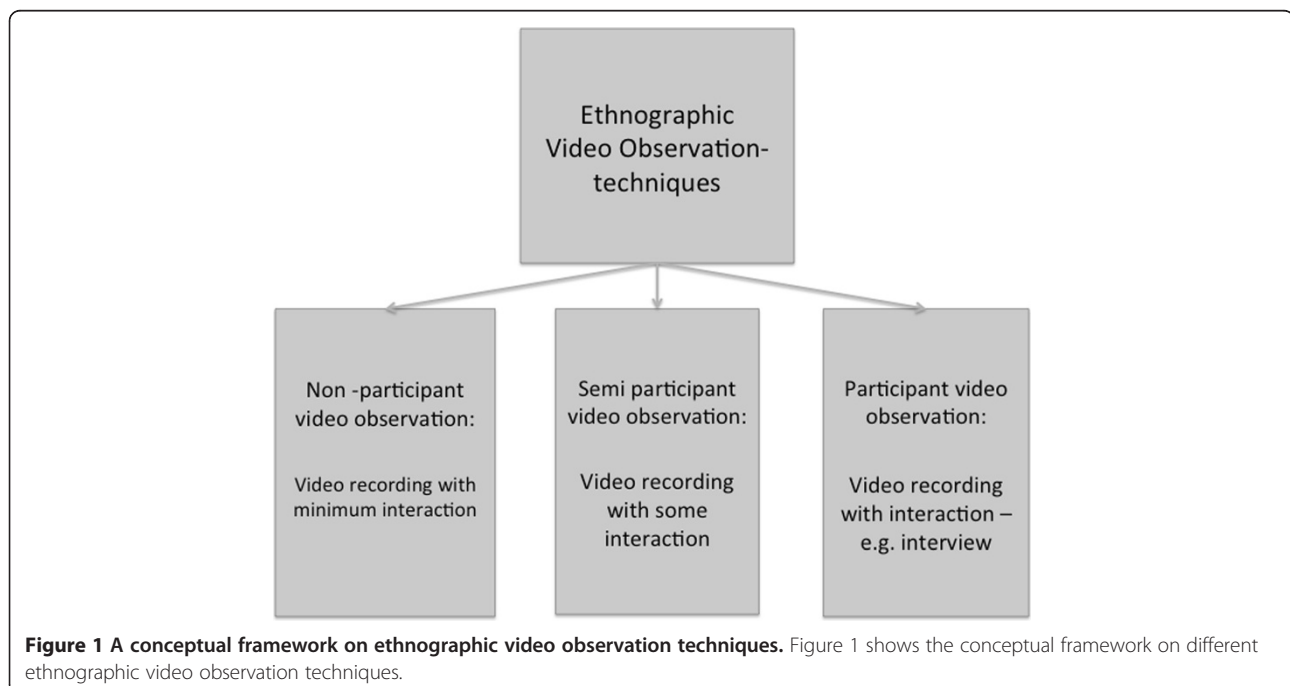 Ethnographic
Video Observation-
techniques
Non -participant
video observation:
Video recording with
minimum interaction
Semi participant
video observation:
Video recording
with some
interaction
Participant video
observation:
Video recording
with interaction –
e.g. interview
Figure 1 A conceptual framework on ethnographic video observation techniques. Figure 1 shows the conceptual framework on different
ethnographic video observation techniques.